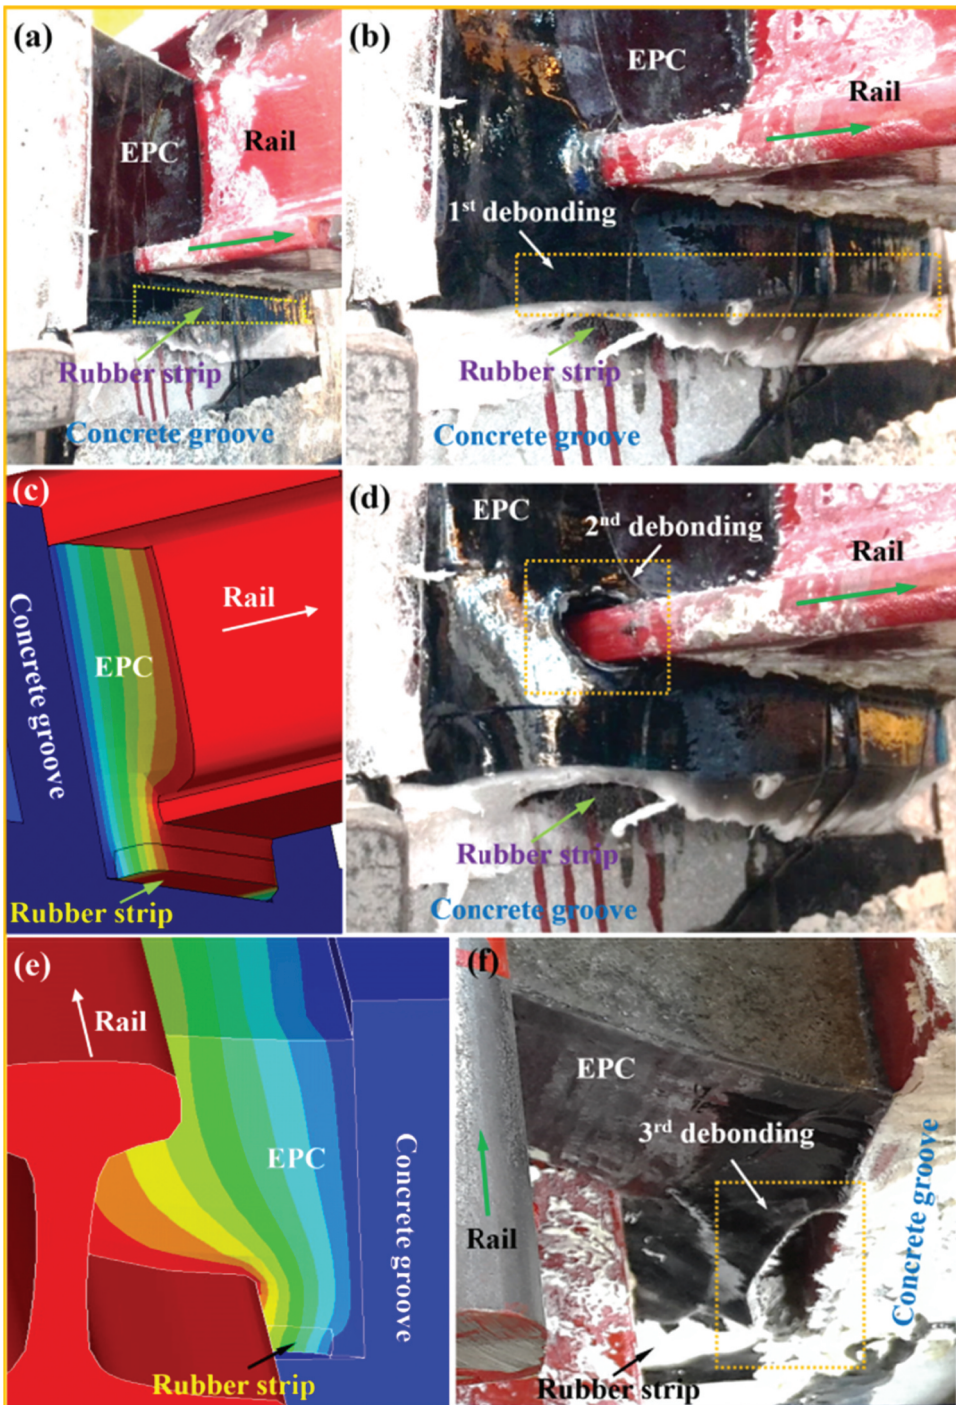 (a)
EPC
Rail
Rubber strip
Concrete groove
(b)
EPC
Rail
1st debonding
Rubber strip
Concrete groove
(c)
Rail
EPC
Concrete groove
Rubber strip
(d)
EPC
2nd debonding
Rail
Rubber strip
Concrete groove
(e)
Rail
EPC
Concrete groove
Rubber strip
(f)
EPC
3rd debonding
Rail
Concrete groove
Rubber strip